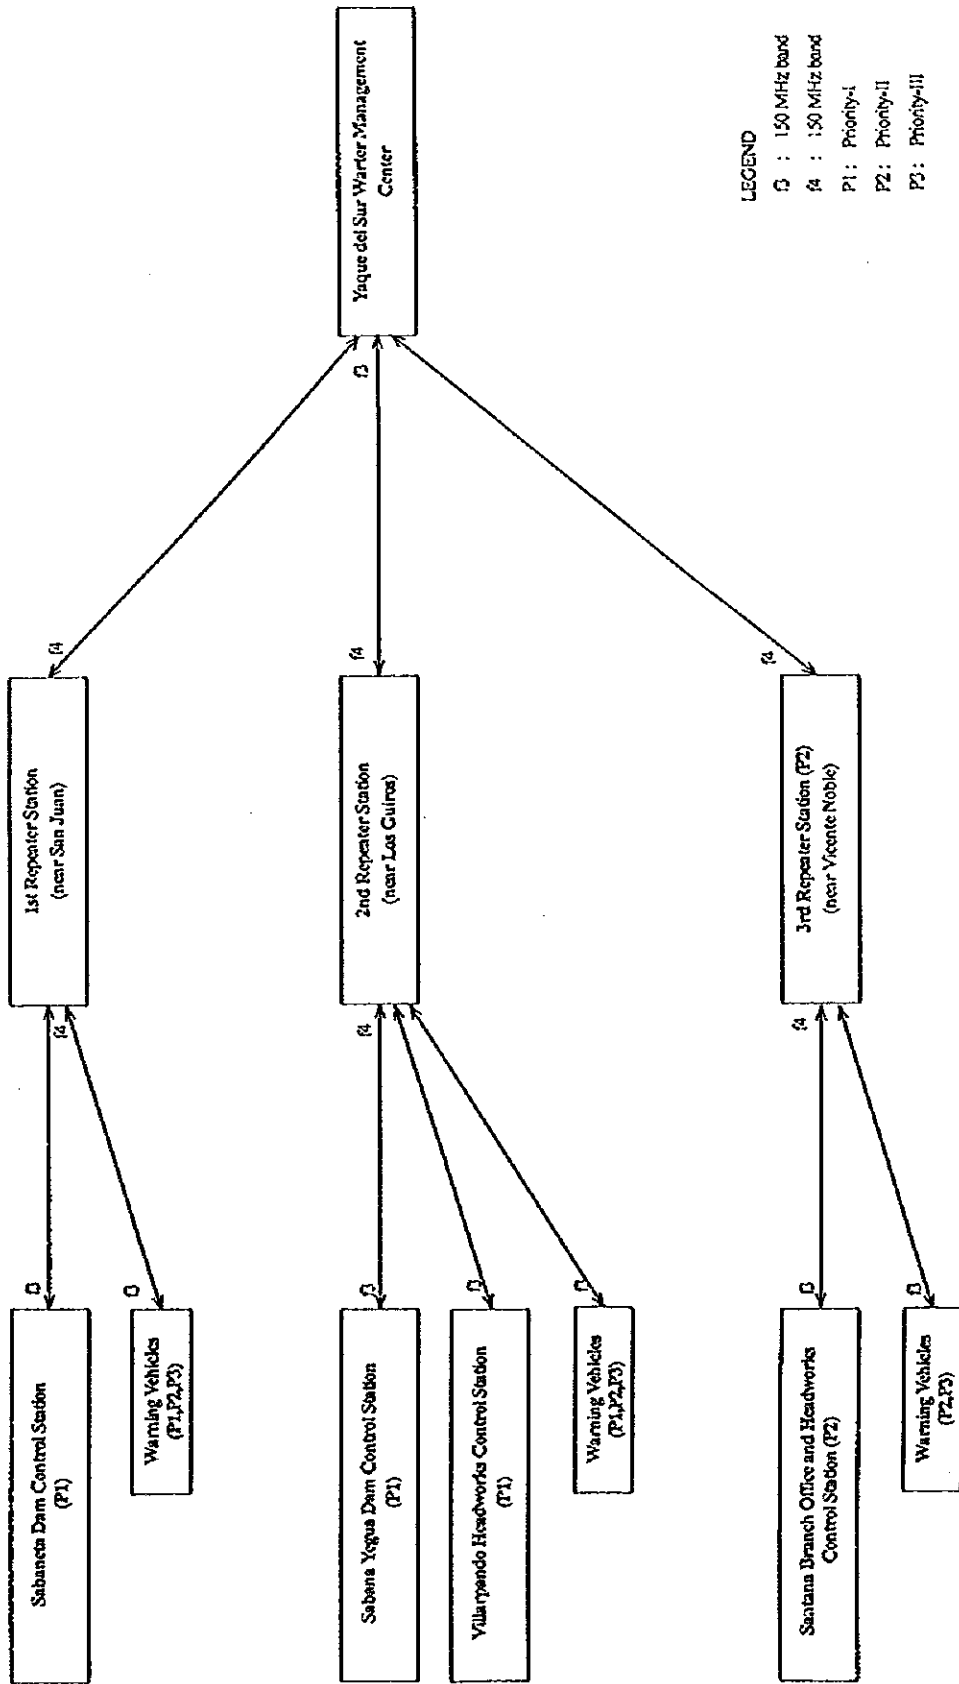 Sabaneta Dam Control Station
(P1)
f3
Warning Vehicles
(P1,P2,P3)
f3
f4
1st Repeater Station
(near San Juan)
f4
Sabana Yegua Dam Control Station
(P1)
f3
Villarpando Headworks Control Station
(P1)
f3
Warning Vehicles
(P1,P2,P3)
f3
f4
2nd Repeater Station
(near Los Guiros)
f4
f3
Yaque del Sur Warter Management
Center
Santana Branch Office and Headworks
Control Station (P2)
f3
Warning Vehicles
(P2,P3)
f3
f4
3rd Repeater Station (P2)
(near Vicente Noble)
f4
LEGEND
f3 : 150 MHz band
f4 : 150 MHz band
P1 : Priority-I
P2 : Priority-II
P3 : Priority-III